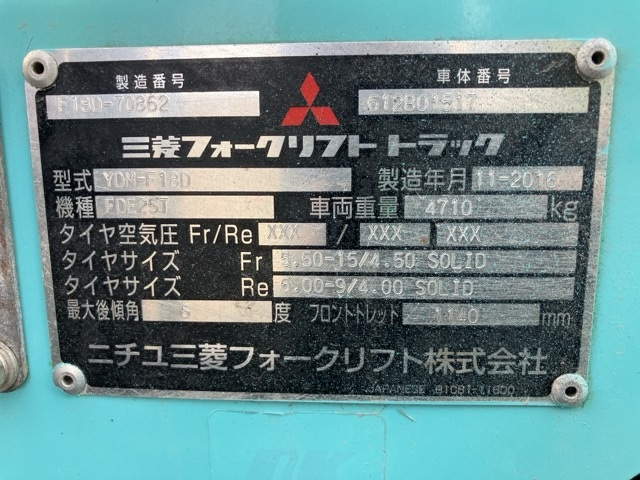 製造番号 車体番号
F18D-70862
三菱フォークリフト トラック
型式 YDM-F18D 製造年月 11-2018
機種 FDE25T 車両重量 4710 kg
タイヤ空気圧 Fr/Re XXX / XXX XXX
タイヤサイズ Fr 5.50-15/4.50 SOLID
タイヤサイズ Re 6.00-9/4.00 SOLID
最大後傾角 度 フロントトレット 1140 mm
ニチユ三菱フォークリフト株式会社
JAPANESE